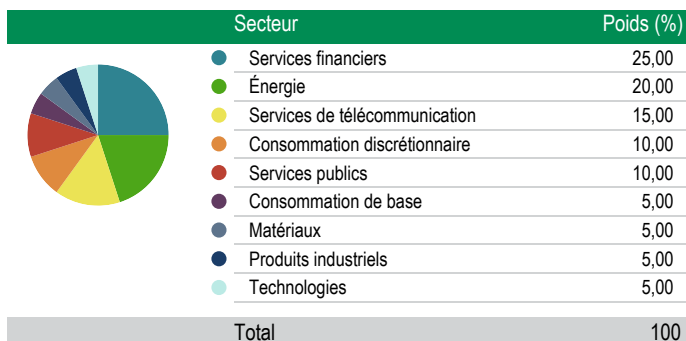 Secteur Poids (%)
Services financiers 25,00
Énergie 20,00
Services de télécommunication 15,00
Consommation discrétionnaire 10,00
Services publics 10,00
Consommation de base 5,00
Matériaux 5,00
Produits industriels 5,00
Technologies 5,00
Total 100